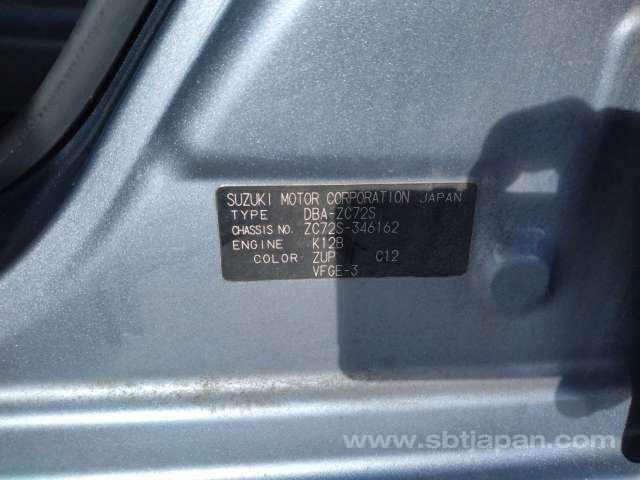 SUZUKI MOTOR CORPORATION JAPAN
TYPE DBA-ZC72S
CHASSIS NO. ZC72S-346162
ENGINE K12B
COLOR ZUP C12
VFGE-3
www.sbtjapan.com